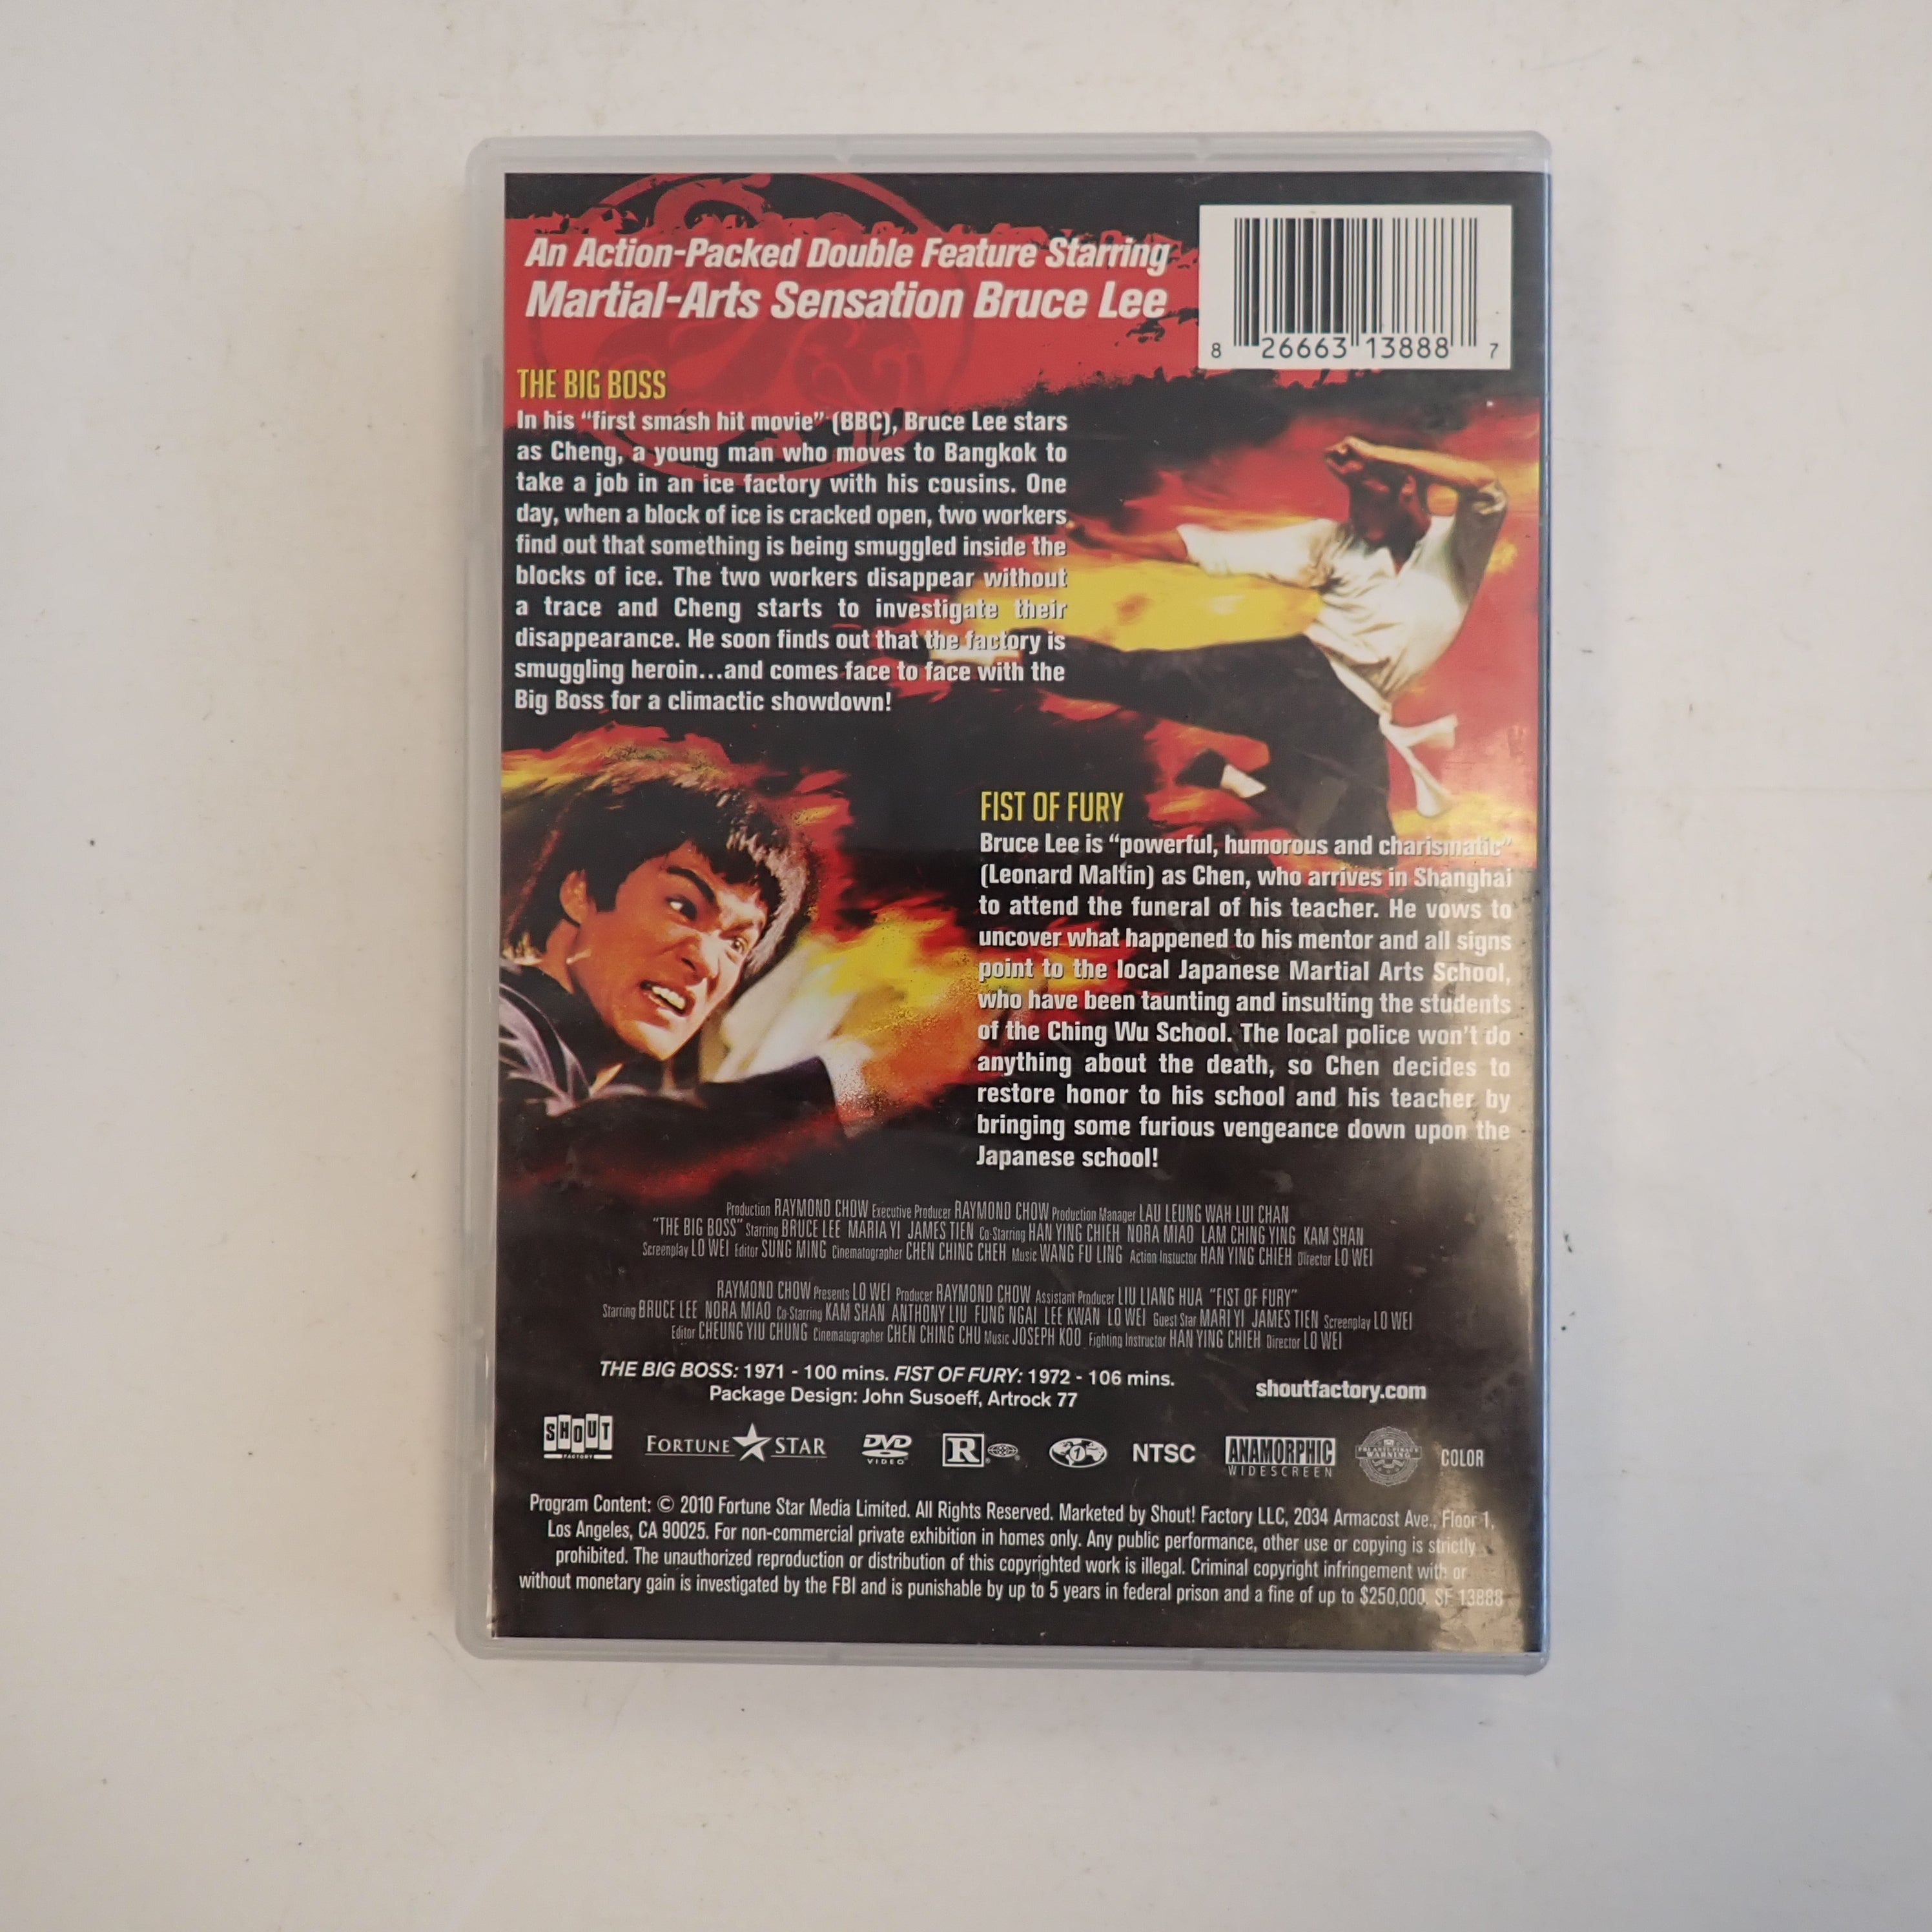 An Action-Packed Double Feature Starring
Martial-Arts Sensation Bruce Lee
8 26663 13888 7
THE BIG BOSS
In his “first smash hit movie” (BBC), Bruce Lee stars
as Cheng, a young man who moves to Bangkok to
take a job in an ice factory with his cousins. One
day, when a block of ice is cracked open, two workers
find out that something is being smuggled inside the
blocks of ice. The two workers disappear without
a trace and Cheng starts to investigate their
disappearance. He soon finds out that the factory is
smuggling heroin...and comes face to face with the
Big Boss for a climactic showdown!
FIST OF FURY
Bruce Lee is “powerful, humorous and charismatic”
(Leonard Maltin) as Chen, who arrives in Shanghai
to attend the funeral of his teacher. He vows to
uncover what happened to his mentor and all signs
point to the local Japanese Martial Arts School,
who have been taunting and insulting the students
of the Ching Wu School. The local police won't do
anything about the death, so Chen decides to
restore honor to his school and his teacher by
bringing some furious vengeance down upon the
Japanese school!
Production RAYMOND CHOW Executive Producer RAYMOND CHOW Production Manager LAU LEUNG WAH LUI CHAN
“THE BIG BOSS” Starring BRUCE LEE MARIA YI JAMES TIEN Co-Starring HAN YING CHIEH NORA MIAO LAM CHING YING KAM SHAN
Screenplay LO WEI Editor SUNG MING Cinematographer CHEN CHING CHEH Music WANG FU LING Action Instuctor HAN YING CHIEH Director LO WEI
RAYMOND CHOW Presents LO WEI Producer RAYMOND CHOW Assistant Producer LIU LIANG HUA “FIST OF FURY”
Starring BRUCE LEE NORA MIAO Co-Starring KAM SHAN ANTHONY LIU FUNG NGAI LEE KWAN LO WEI Guest Star MARI YI JAMES TIEN Screenplay LO WEI
Editor CHEUNG YIU CHUNG Cinematographer CHEN CHING CHU Music JOSEPH KOO Fighting Instructor HAN YING CHIEH Director LO WEI
THE BIG BOSS: 1971 - 100 mins. FIST OF FURY: 1972 - 106 mins.
Package Design: John Susoeff, Artrock 77
shoutfactory.com
SHOUT FACTORY FORTUNE STAR DVD VIDEO R 1 NTSC ANAMORPHIC WIDESCREEN FBI ANTI-PIRACY WARNING COLOR
Program Content: © 2010 Fortune Star Media Limited. All Rights Reserved. Marketed by Shout! Factory LLC, 2034 Armacost Ave., Floor 1,
Los Angeles, CA 90025. For non-commercial private exhibition in homes only. Any public performance, other use or copying is strictly
prohibited. The unauthorized reproduction or distribution of this copyrighted work is illegal. Criminal copyright infringement with or
without monetary gain is investigated by the FBI and is punishable by up to 5 years in federal prison and a fine of up to $250,000. SF 13888